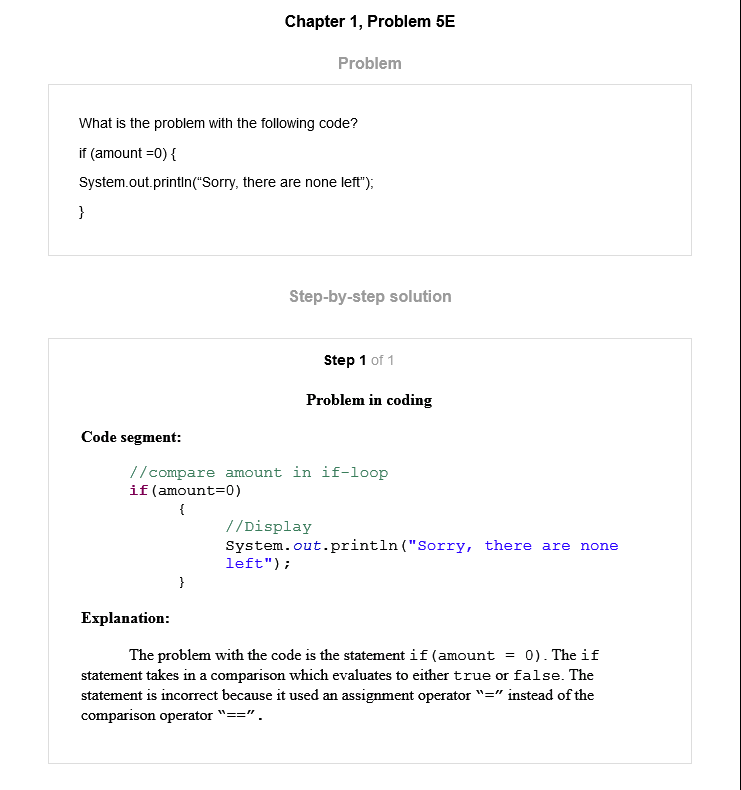 Chapter 1, Problem 5E
Problem
What is the problem with the following code?
if (amount =0) {
System.out.println(“Sorry, there are none left”);
}
Step-by-step solution
Step 1 of 1
Problem in coding
Code segment:
//compare amount in if-loop
if(amount=0)
{
//Display
System.out.println("Sorry, there are none
left");
}
Explanation:
The problem with the code is the statement if(amount = 0). The if
statement takes in a comparison which evaluates to either true or false. The
statement is incorrect because it used an assignment operator “=” instead of the
comparison operator “==”.